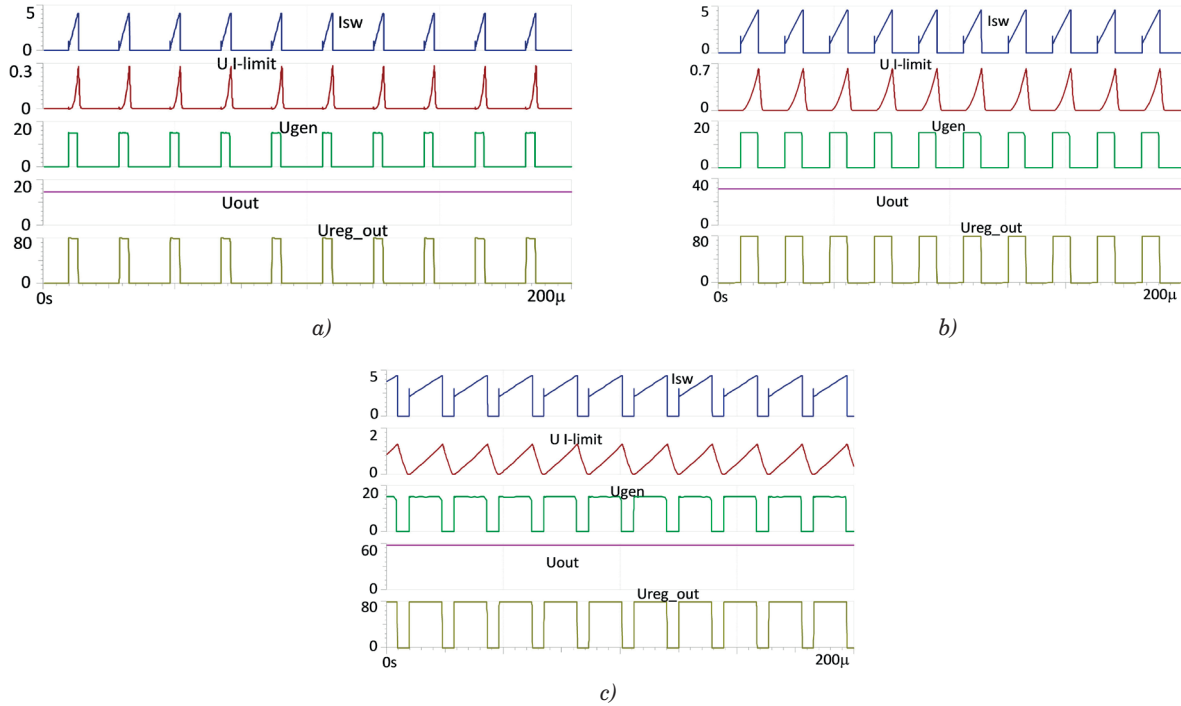 5
Isw
0
U I-limit
0.3
0
20
Ugen
0
20
Uout
0
Ureg_out
80
0
0s
200µ
a)
5
Isw
0
U I-limit
0.7
0
20
Ugen
0
40
Uout
0
Ureg_out
80
0
0s
200µ
b)
5
Isw
0
2
U I-limit
0
20
Ugen
0
60
Uout
0
Ureg_out
80
0
0s
200µ
c)